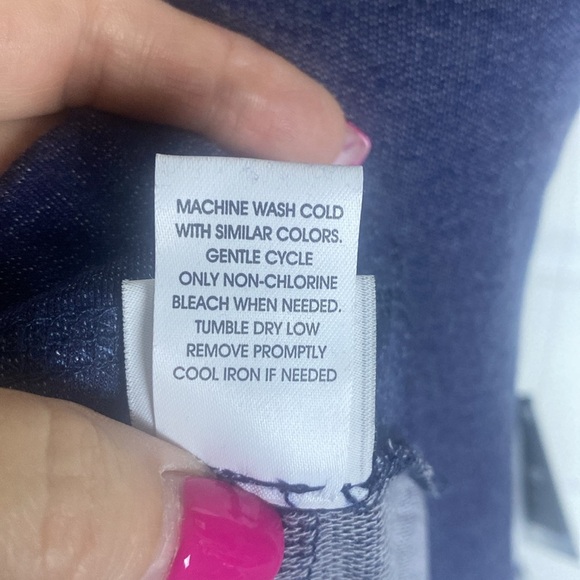 MACHINE WASH COLD
WITH SIMILAR COLORS.
GENTLE CYCLE
ONLY NON-CHLORINE
BLEACH WHEN NEEDED.
TUMBLE DRY LOW
REMOVE PROMPTLY
COOL IRON IF NEEDED